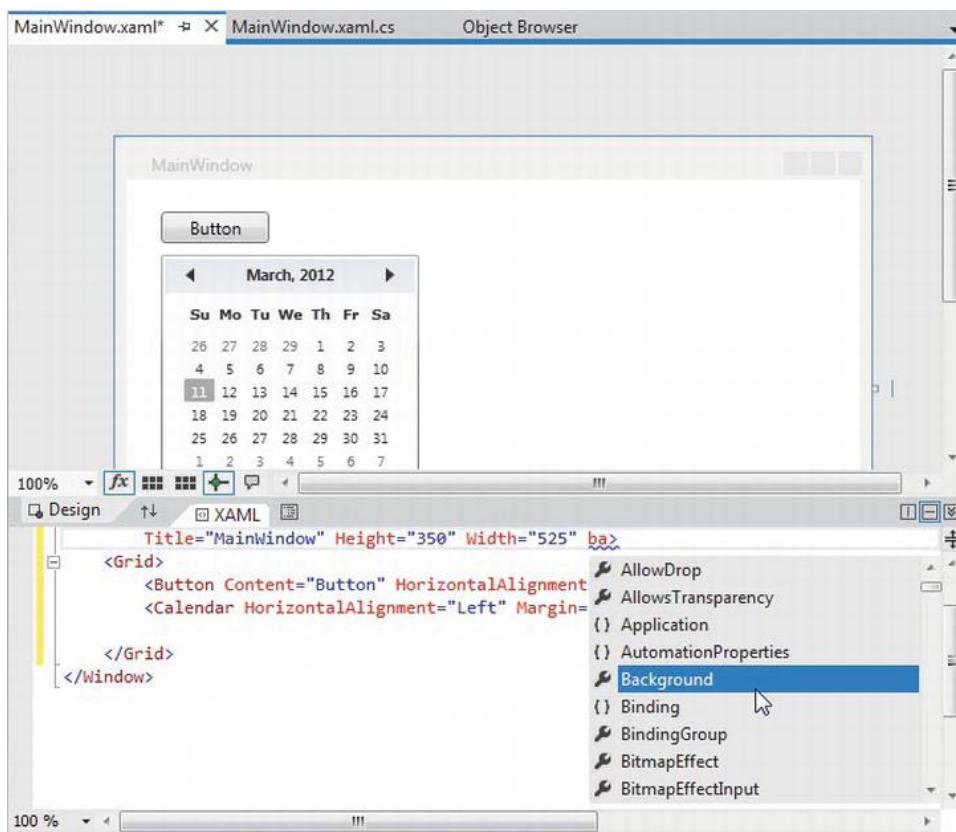 MainWindow.xaml* MainWindow.xaml.cs Object Browser
MainWindow
Button
March, 2012
Su Mo Tu We Th Fr Sa
26 27 28 29 1 2 3
4 5 6 7 8 9 10
11 12 13 14 15 16 17
18 19 20 21 22 23 24
25 26 27 28 29 30 31
1 2 3 4 5 6 7
100% fx
Design XAML
Title="MainWindow" Height="350" Width="525" ba>
<Grid>
<Button Content="Button" HorizontalAlignment
<Calendar HorizontalAlignment="Left" Margin=
</Grid>
</Window>
AllowDrop
AllowsTransparency
{} Application
{} AutomationProperties
Background
{} Binding
BindingGroup
BitmapEffect
BitmapEffectInput
100 %